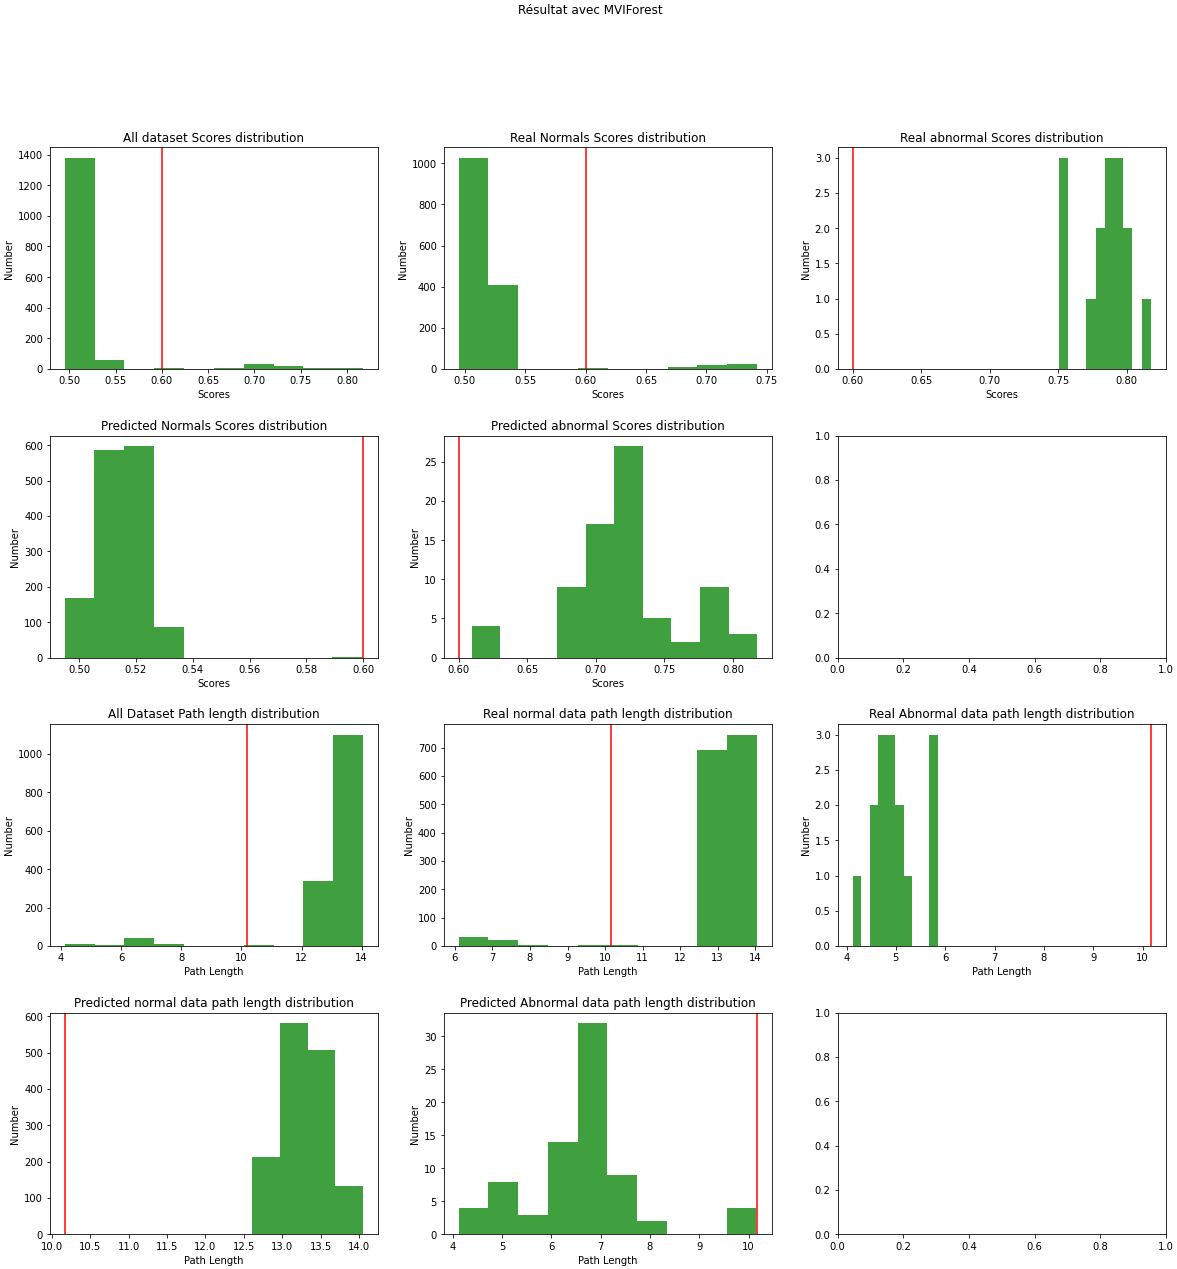 Résultat avec MVIForest
All dataset Scores distribution
Real Normals Scores distribution
Real abnormal Scores distribution
1400
1200
1000
800
600
400
200
0
Number
0.50 0.55 0.60 0.65 0.70 0.75 0.80
Scores
1000
800
600
400
200
0
Number
0.50 0.55 0.60 0.65 0.70 0.75
Scores
3.0
2.5
2.0
1.5
1.0
0.5
0.0
Number
0.60 0.65 0.70 0.75 0.80
Scores
Predicted Normals Scores distribution
Predicted abnormal Scores distribution
600
500
400
300
200
100
0
Number
0.50 0.52 0.54 0.56 0.58 0.60
Scores
25
20
15
10
5
0
Number
0.60 0.65 0.70 0.75 0.80
Scores
1.0
0.8
0.6
0.4
0.2
0.0
0.0 0.2 0.4 0.6 0.8 1.0
All Dataset Path length distribution
Real normal data path length distribution
Real Abnormal data path length distribution
1000
800
600
400
200
0
Number
4 6 8 10 12 14
Path Length
700
600
500
400
300
200
100
0
Number
6 7 8 9 10 11 12 13 14
Path Length
3.0
2.5
2.0
1.5
1.0
0.5
0.0
Number
4 5 6 7 8 9 10
Path Length
Predicted normal data path length distribution
Predicted Abnormal data path length distribution
600
500
400
300
200
100
0
Number
10.0 10.5 11.0 11.5 12.0 12.5 13.0 13.5 14.0
Path Length
30
25
20
15
10
5
0
Number
4 5 6 7 8 9 10
Path Length
1.0
0.8
0.6
0.4
0.2
0.0
0.0 0.2 0.4 0.6 0.8 1.0